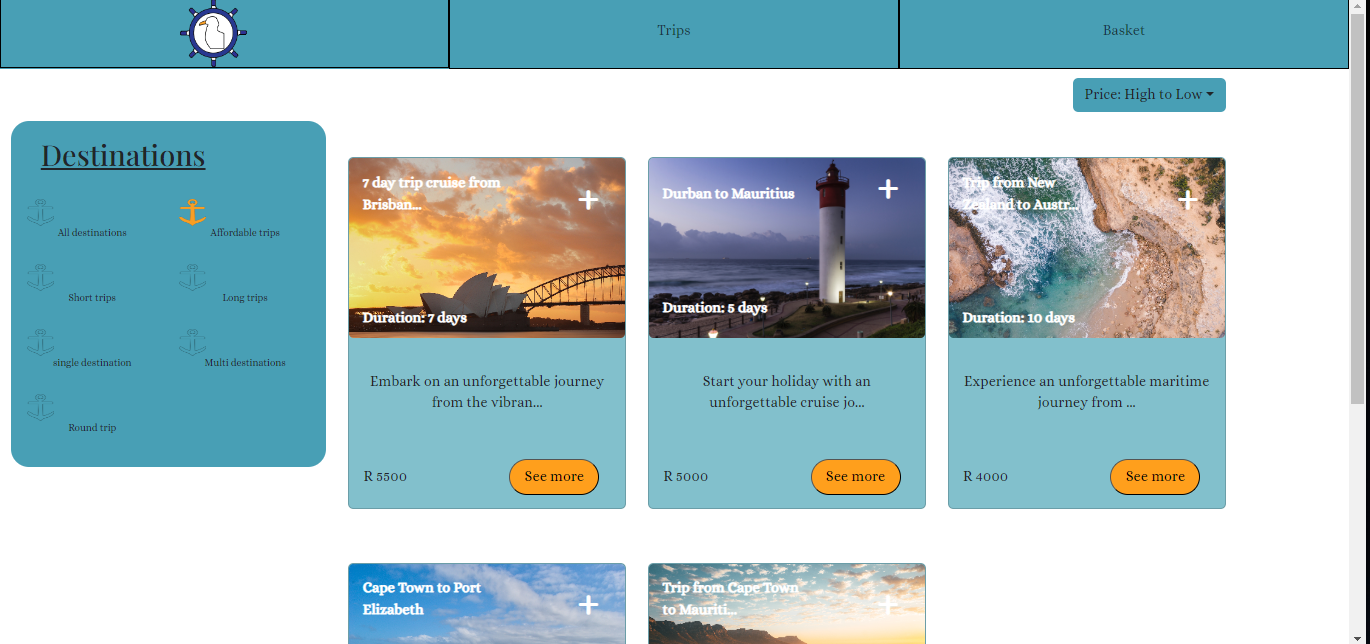 Trips
Basket
Price: High to Low
Destinations
All destinations
Affordable trips
Short trips
Long trips
single destination
Multi destinations
Round trip
7 day trip cruise from
Brisban...
Duration: 7 days
Embark on an unforgettable journey
from the vibran...
R 5500
See more
Durban to Mauritius
Duration: 5 days
Start your holiday with an
unforgettable cruise jo...
R 5000
See more
Trip from New
Zealand to Austr...
Duration: 10 days
Experience an unforgettable maritime
journey from ...
R 4000
See more
Cape Town to Port
Elizabeth
Trip from Cape Town
to Mauriti...